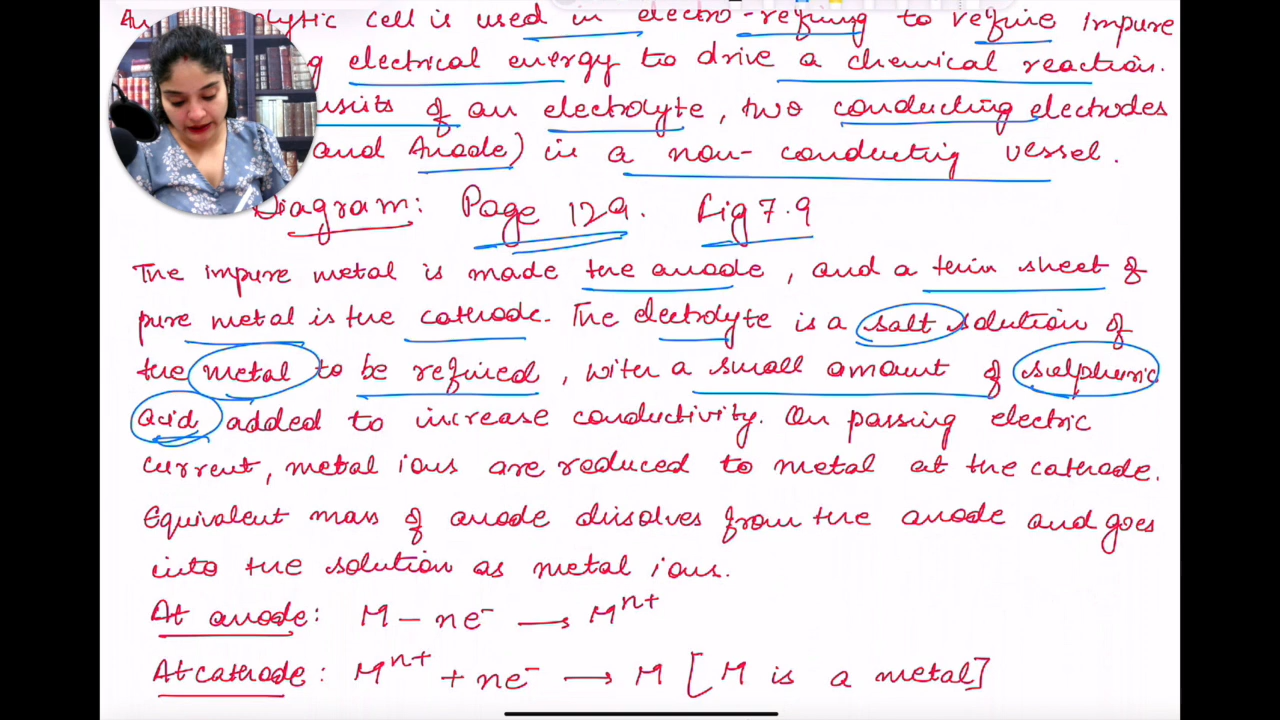 cell is used in electro-refining to refine impure
electrical energy to drive a chemical reaction.
of an electrolyte, two conducting electrodes
and Anode) in a non-conducting vessel.
Diagram: Page 129. Fig 7.9
The impure metal is made the anode, and a thin sheet of
pure metal is the cathode. The electrolyte is a salt solution of
the metal to be refined, with a small amount of sulphuric
acid added to increase conductivity. On passing electric
current, metal ions are reduced to metal at the cathode.
Equivalent mass of anode dissolves from the anode and goes
into the solution as metal ions.
At anode: M – ne⁻ → Mⁿ⁺
At cathode: Mⁿ⁺ + ne⁻ → M [M is a metal]